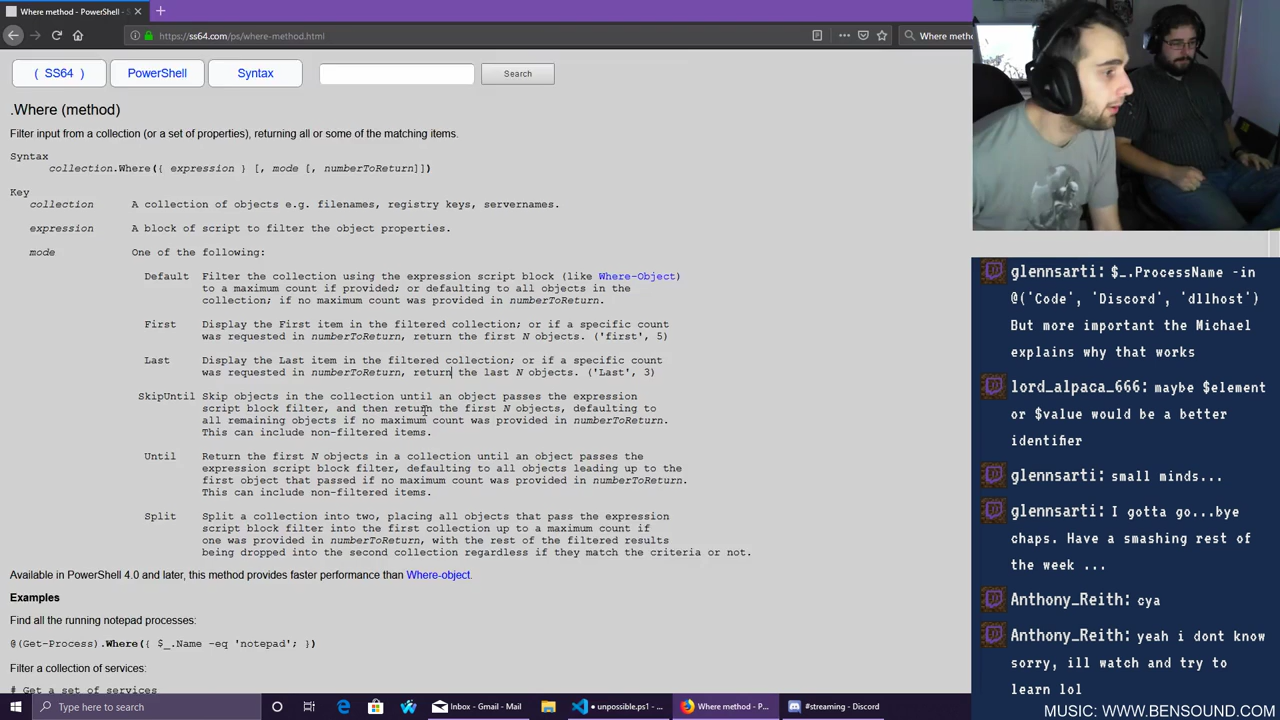 Where method - PowerShell - S
https://ss64.com/ps/where-method.html
Where method
( SS64 )
PowerShell
Syntax
Search
.Where (method)
Filter input from a collection (or a set of properties), returning all or some of the matching items.
Syntax
collection.Where({ expression } [, mode [, numberToReturn]])
Key
collection A collection of objects e.g. filenames, registry keys, servernames.
expression A block of script to filter the object properties.
mode One of the following:
Default Filter the collection using the expression script block (like Where-Object)
to a maximum count if provided; or defaulting to all objects in the
collection; if no maximum count was provided in numberToReturn.
First Display the First item in the filtered collection; or if a specific count
was requested in numberToReturn, return the first N objects. ('first', 5)
Last Display the Last item in the filtered collection; or if a specific count
was requested in numberToReturn, return the last N objects. ('Last', 3)
SkipUntil Skip objects in the collection until an object passes the expression
script block filter, and then return the first N objects, defaulting to
all remaining objects if no maximum count was provided in numberToReturn.
This can include non-filtered items.
Until Return the first N objects in a collection until an object passes the
expression script block filter, defaulting to all objects leading up to the
first object that passed if no maximum count was provided in numberToReturn.
This can include non-filtered items.
Split Split a collection into two, placing all objects that pass the expression
script block filter into the first collection up to a maximum count if
one was provided in numberToReturn, with the rest of the filtered results
being dropped into the second collection regardless if they match the criteria or not.
Available in PowerShell 4.0 and later, this method provides faster performance than Where-object.
Examples
Find all the running notepad processes:
@(Get-Process).Where({ $_.Name -eq 'notepad'; })
Filter a collection of services:
# Get a set of services
glennsarti: $_.ProcessName -in
@('Code', 'Discord', 'dllhost')
But more important the Michael
explains why that works
lord_alpaca_666: maybe $element
or $value would be a better
identifier
glennsarti: small minds...
glennsarti: I gotta go...bye
chaps. Have a smashing rest of
the week ...
Anthony_Reith: cya
Anthony_Reith: yeah i dont know
sorry, ill watch and try to
learn lol
MUSIC: WWW.BENSOUND.COM
Type here to search
Inbox - Gmail - Mail
● unpossible.ps1 - ...
Where method - P...
#streaming - Discord